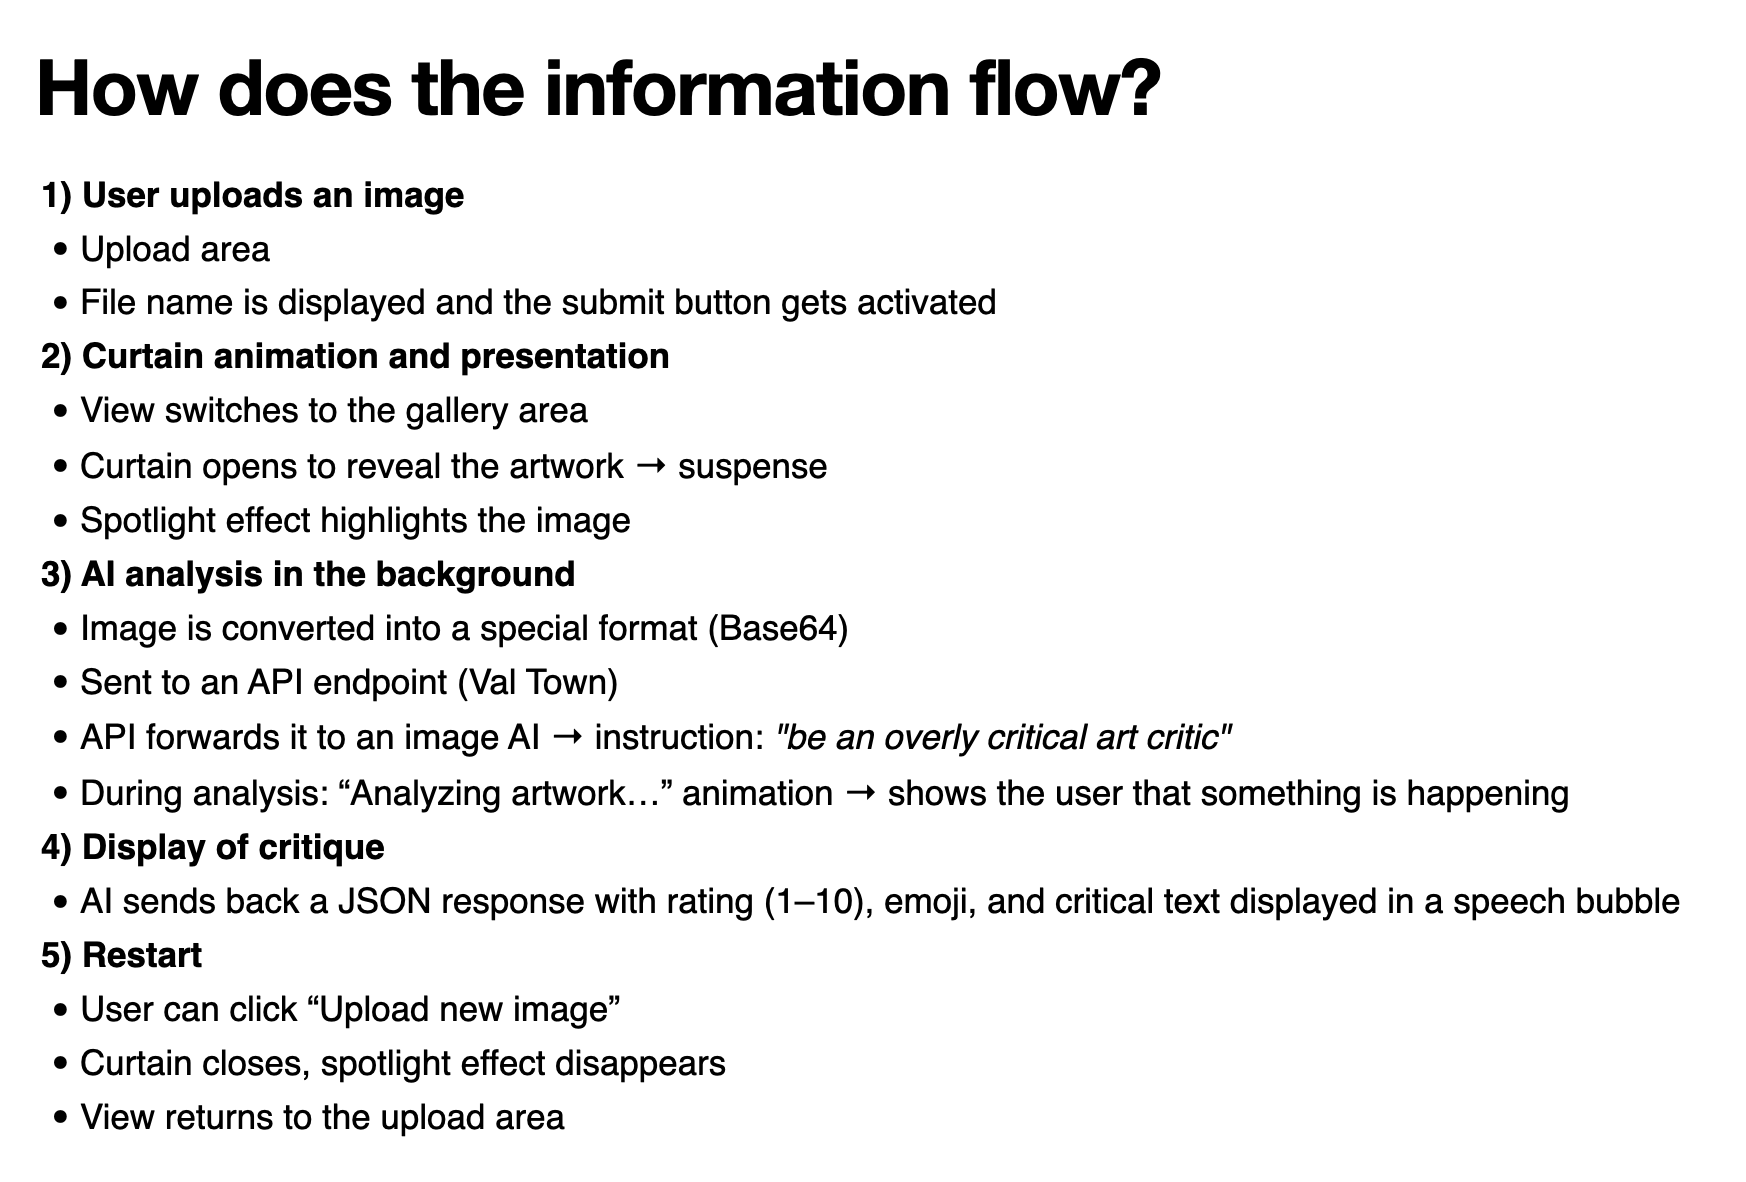 How does the information flow?
1) User uploads an image
• Upload area
• File name is displayed and the submit button gets activated
2) Curtain animation and presentation
• View switches to the gallery area
• Curtain opens to reveal the artwork → suspense
• Spotlight effect highlights the image
3) AI analysis in the background
• Image is converted into a special format (Base64)
• Sent to an API endpoint (Val Town)
• API forwards it to an image AI → instruction: "be an overly critical art critic"
• During analysis: “Analyzing artwork…” animation → shows the user that something is happening
4) Display of critique
• AI sends back a JSON response with rating (1–10), emoji, and critical text displayed in a speech bubble
5) Restart
• User can click “Upload new image”
• Curtain closes, spotlight effect disappears
• View returns to the upload area